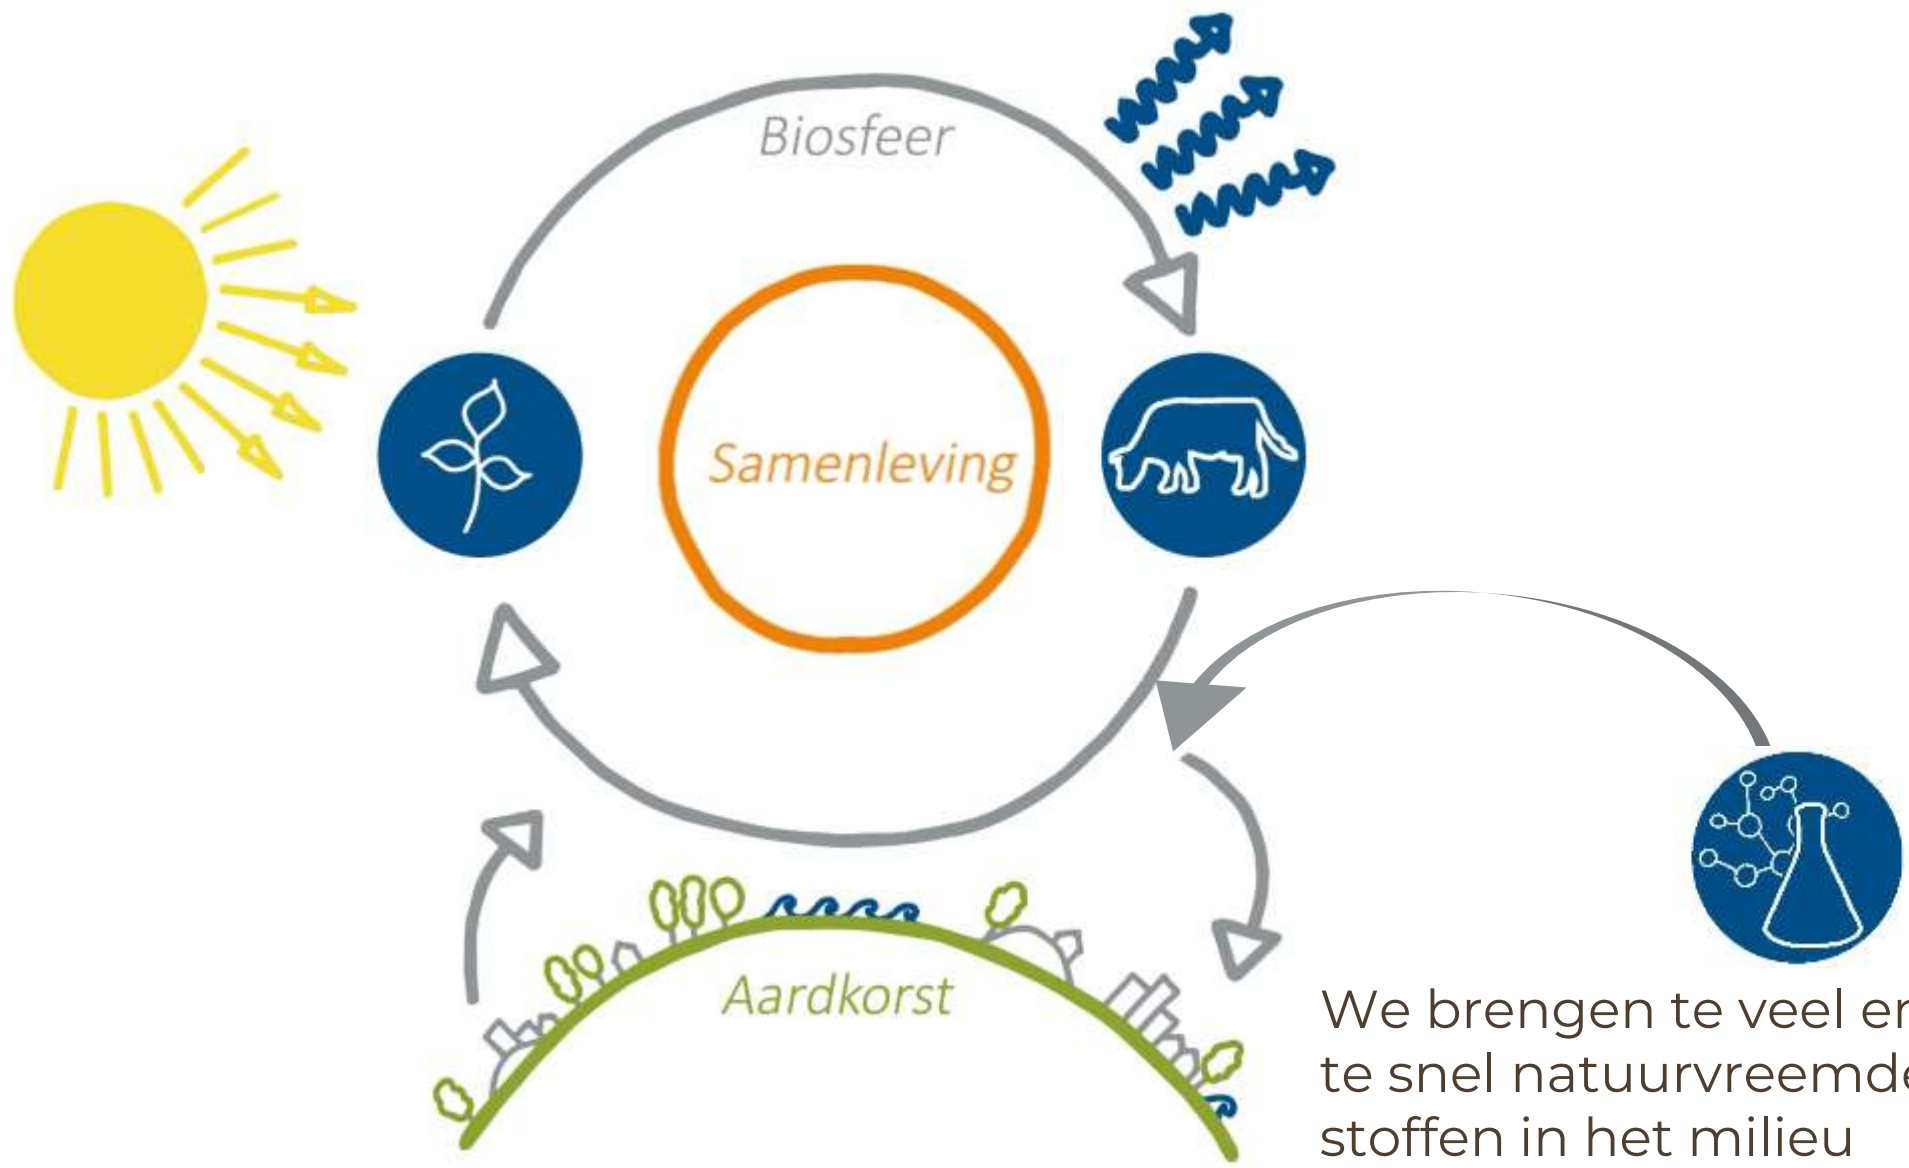 Biosfeer
Samenleving
Aardkorst
We brengen te veel en
te snel natuurvreemde
stoffen in het milieu